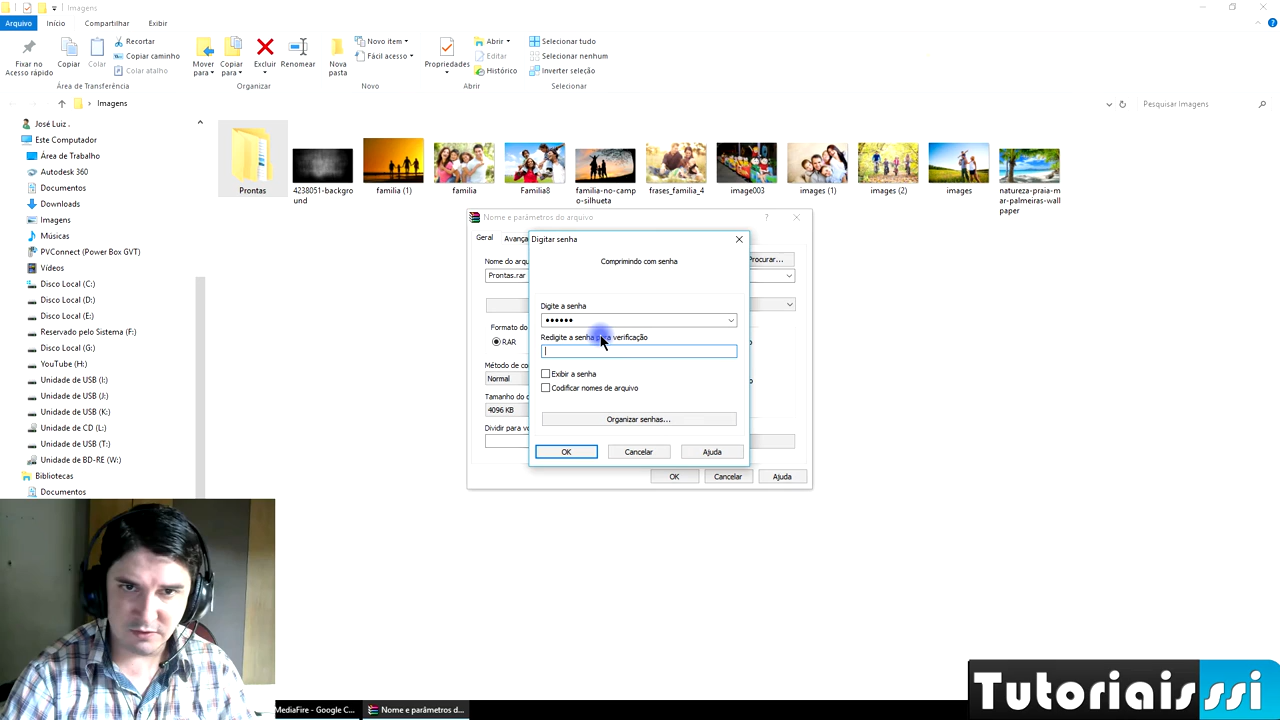 Imagens
Arquivo
Início
Compartilhar
Exibir
Fixar no
Acesso rápido
Copiar
Colar
Recortar
Copiar caminho
Colar atalho
Área de Transferência
Mover
para
Copiar
para
Excluir
Renomear
Organizar
Nova
pasta
Novo item
Fácil acesso
Novo
Propriedades
Abrir
Editar
Histórico
Abrir
Selecionar tudo
Selecionar nenhum
Inverter seleção
Selecionar
Imagens
Pesquisar Imagens
José Luiz .
Este Computador
Área de Trabalho
Autodesk 360
Documentos
Downloads
Imagens
Músicas
PVConnect (Power Box GVT)
Vídeos
Disco Local (C:)
Disco Local (D:)
Disco Local (E:)
Reservado pelo Sistema (F:)
Disco Local (G:)
YouTube (H:)
Unidade de USB (I:)
Unidade de USB (J:)
Unidade de USB (K:)
Unidade de CD (L:)
Unidade de USB (T:)
Unidade de BD-RE (W:)
Bibliotecas
Documentos
Prontas
4238051-backgro
und
familia (1)
familia
Familia8
familia-no-camp
o-silhueta
frases_familia_4
image003
images (1)
images (2)
images
natureza-praia-m
ar-palmeiras-wall
paper
Nome e parâmetros do arquivo
?
Geral
Avança
Nome do arqu
Procurar...
Prontas.rar
Formato do
RAR
Método de co
Normal
Tamanho do d
4096 KB
Dividir para vo
OK
Cancelar
Ajuda
Digitar senha
Comprimindo com senha
Digite a senha
••••••
Redigite a senha para verificação
Exibir a senha
Codificar nomes de arquivo
Organizar senhas...
OK
Cancelar
Ajuda
MediaFire - Google C...
Nome e parâmetros d...
Tutoriaisssi